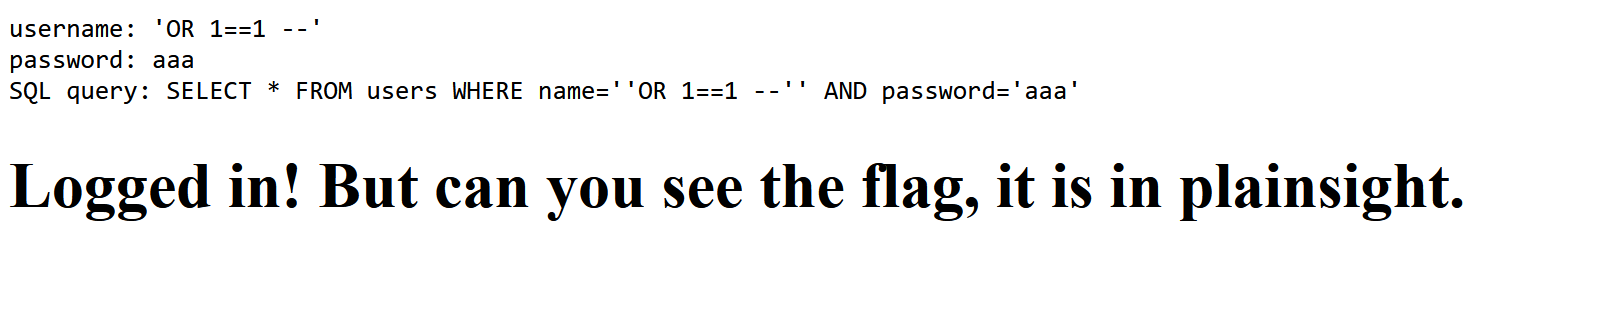 username: 'OR 1==1 --'
password: aaa
SQL query: SELECT * FROM users WHERE name=''OR 1==1 --'' AND password='aaa'
Logged in! But can you see the flag, it is in plainsight.